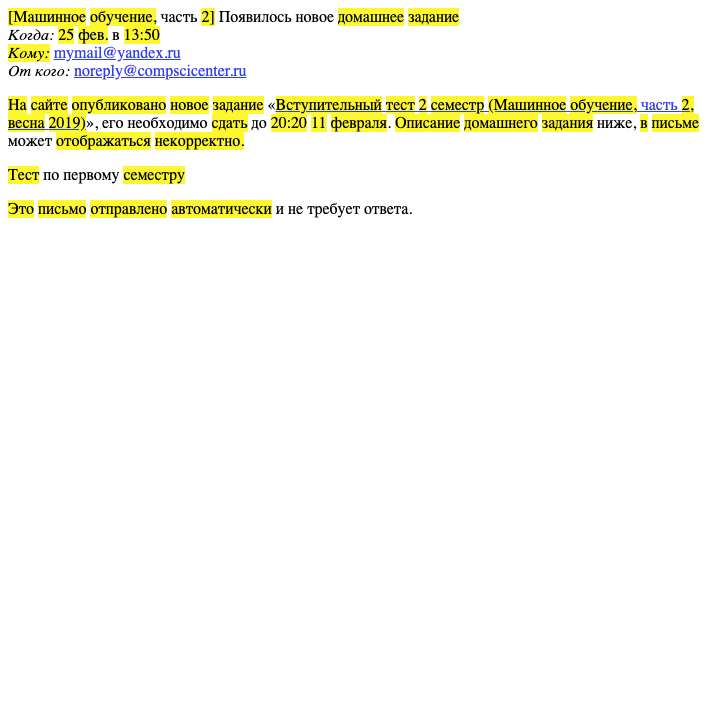 [Машинное обучение, часть 2] Появилось новое домашнее задание
Когда: 25 фев. в 13:50
Кому: mymail@yandex.ru
От кого: noreply@compscicenter.ru
На сайте опубликовано новое задание «Вступительный тест 2 семестр (Машинное обучение, часть 2,
весна 2019)», его необходимо сдать до 20:20 11 февраля. Описание домашнего задания ниже, в письме
может отображаться некорректно.
Тест по первому семестру
Это письмо отправлено автоматически и не требует ответа.